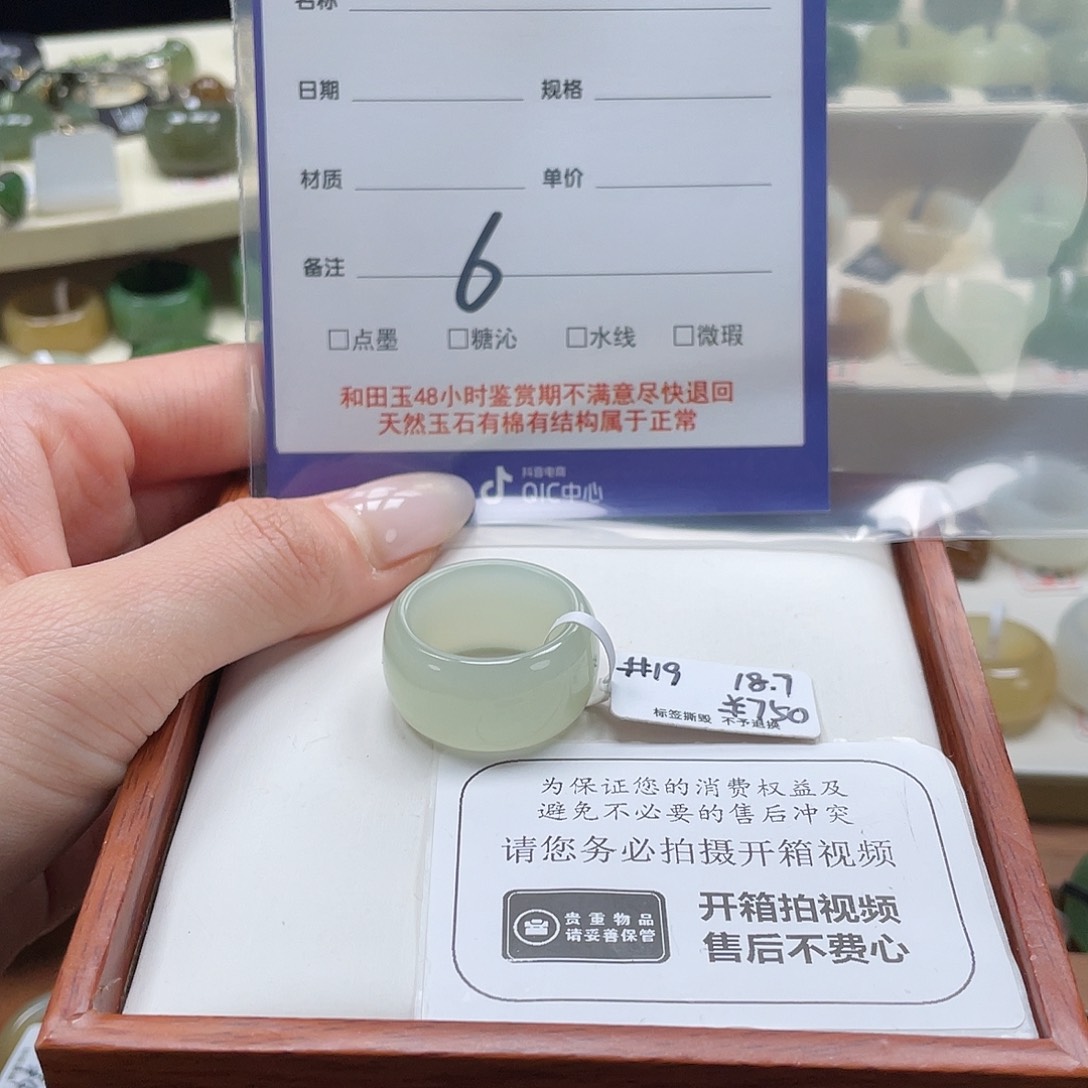 名称
日期 规格
材质 单价
备注 6
□点墨 □糖沁 □水线 □微瑕
和田玉48小时鉴赏期不满意尽快退回
天然玉石有棉有结构属于正常
抖音电商
QIC中心
#19 18.7
¥750
标签撕毁 不予退换
为保证您的消费权益及
避免不必要的售后冲突
请您务必拍摄开箱视频
贵重物品
请妥善保管
开箱拍视频
售后不费心